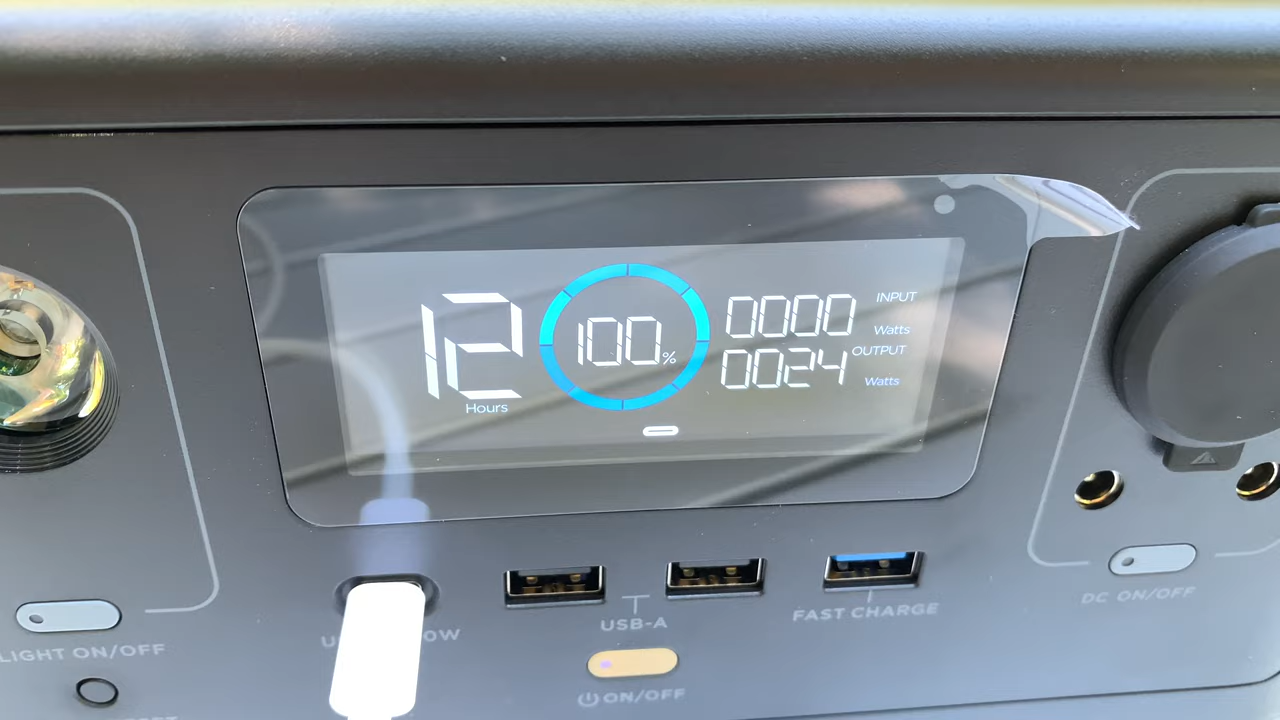 12
Hours
100%
0000 INPUT
Watts
0024 OUTPUT
Watts
USB-A
FAST CHARGE
DC ON/OFF
LIGHT ON/OFF
ON/OFF